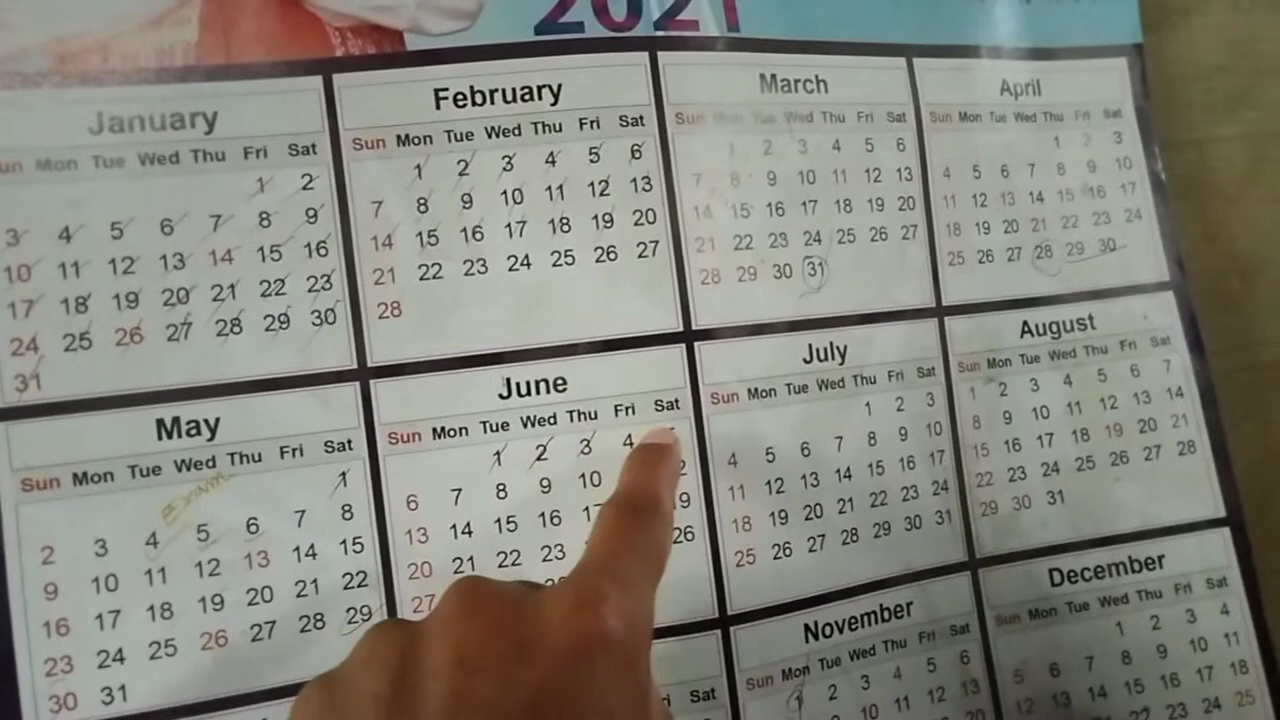 2021
January
Sun Mon Tue Wed Thu Fri Sat
1 2
3 4 5 6 7 8 9
10 11 12 13 14 15 16
17 18 19 20 21 22 23
24 25 26 27 28 29 30
31
February
Sun Mon Tue Wed Thu Fri Sat
1 2 3 4 5 6
7 8 9 10 11 12 13
14 15 16 17 18 19 20
21 22 23 24 25 26 27
28
March
Sun Mon Tue Wed Thu Fri Sat
1 2 3 4 5 6
7 8 9 10 11 12 13
14 15 16 17 18 19 20
21 22 23 24 25 26 27
28 29 30 31
April
Sun Mon Tue Wed Thu Fri Sat
1 2 3
4 5 6 7 8 9 10
11 12 13 14 15 16 17
18 19 20 21 22 23 24
25 26 27 28 29 30
May
Sun Mon Tue Wed Thu Fri Sat
1
2 3 4 5 6 7 8
9 10 11 12 13 14 15
16 17 18 19 20 21 22
23 24 25 26 27 28 29
30 31
June
Sun Mon Tue Wed Thu Fri Sat
1 2 3 4
6 7 8 9 10
13 14 15 16 19
20 21 22 23 26
27
July
Sun Mon Tue Wed Thu Fri Sat
1 2 3
4 5 6 7 8 9 10
11 12 13 14 15 16 17
18 19 20 21 22 23 24
25 26 27 28 29 30 31
August
Sun Mon Tue Wed Thu Fri Sat
1 2 3 4 5 6 7
8 9 10 11 12 13 14
15 16 17 18 19 20 21
22 23 24 25 26 27 28
29 30 31
Sat
November
Sun Mon Tue Wed Thu Fri Sat
1 2 3 4 5 6
10 11 12 13
December
Sun Mon Tue Wed Thu Fri Sat
1 2 3 4
5 6 7 8 9 10 11
12 13 14 15 16 17 18
22 23 24 25